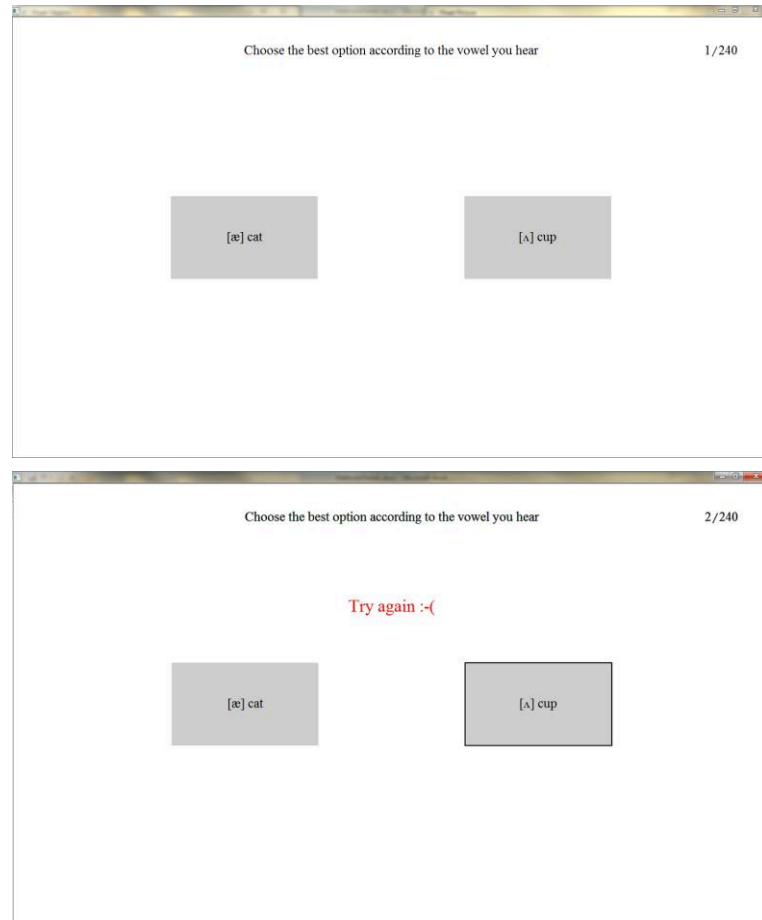 Choose the best option according to the vowel you hear
1/240
[æ] cat
[ʌ] cup
Choose the best option according to the vowel you hear
2/240
Try again :-(
[æ] cat
[ʌ] cup